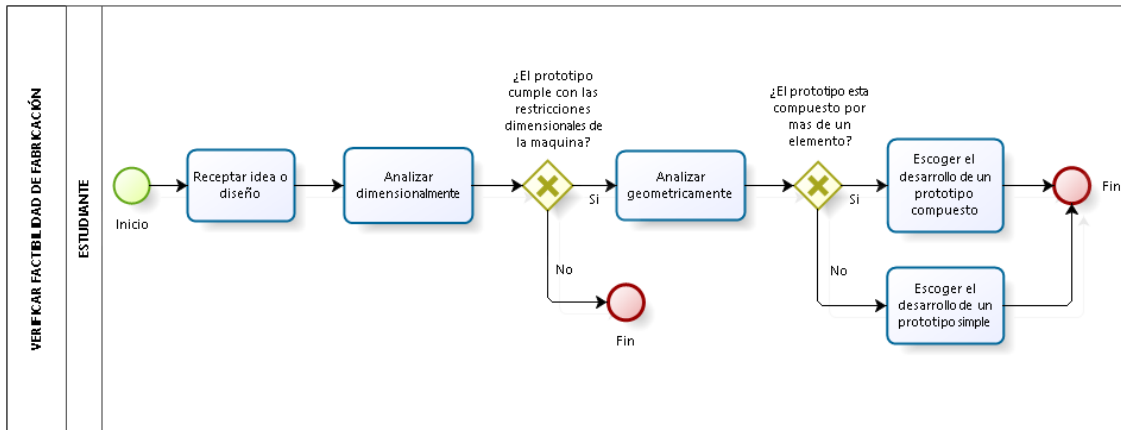 VERIFICAR FACTIBILIDAD DE FABRICACIÓN
ESTUDIANTE
Inicio
Receptar idea o
diseño
Analizar
dimensionalmente
¿El prototipo
cumple con las
restricciones
dimensionales de
la maquina?
Si
No
Fin
Analizar
geometricamente
¿El prototipo esta
compuesto por
mas de un
elemento?
Si
No
Escoger el
desarrollo de un
prototipo
compuesto
Escoger el
desarrollo de un
prototipo simple
Fin